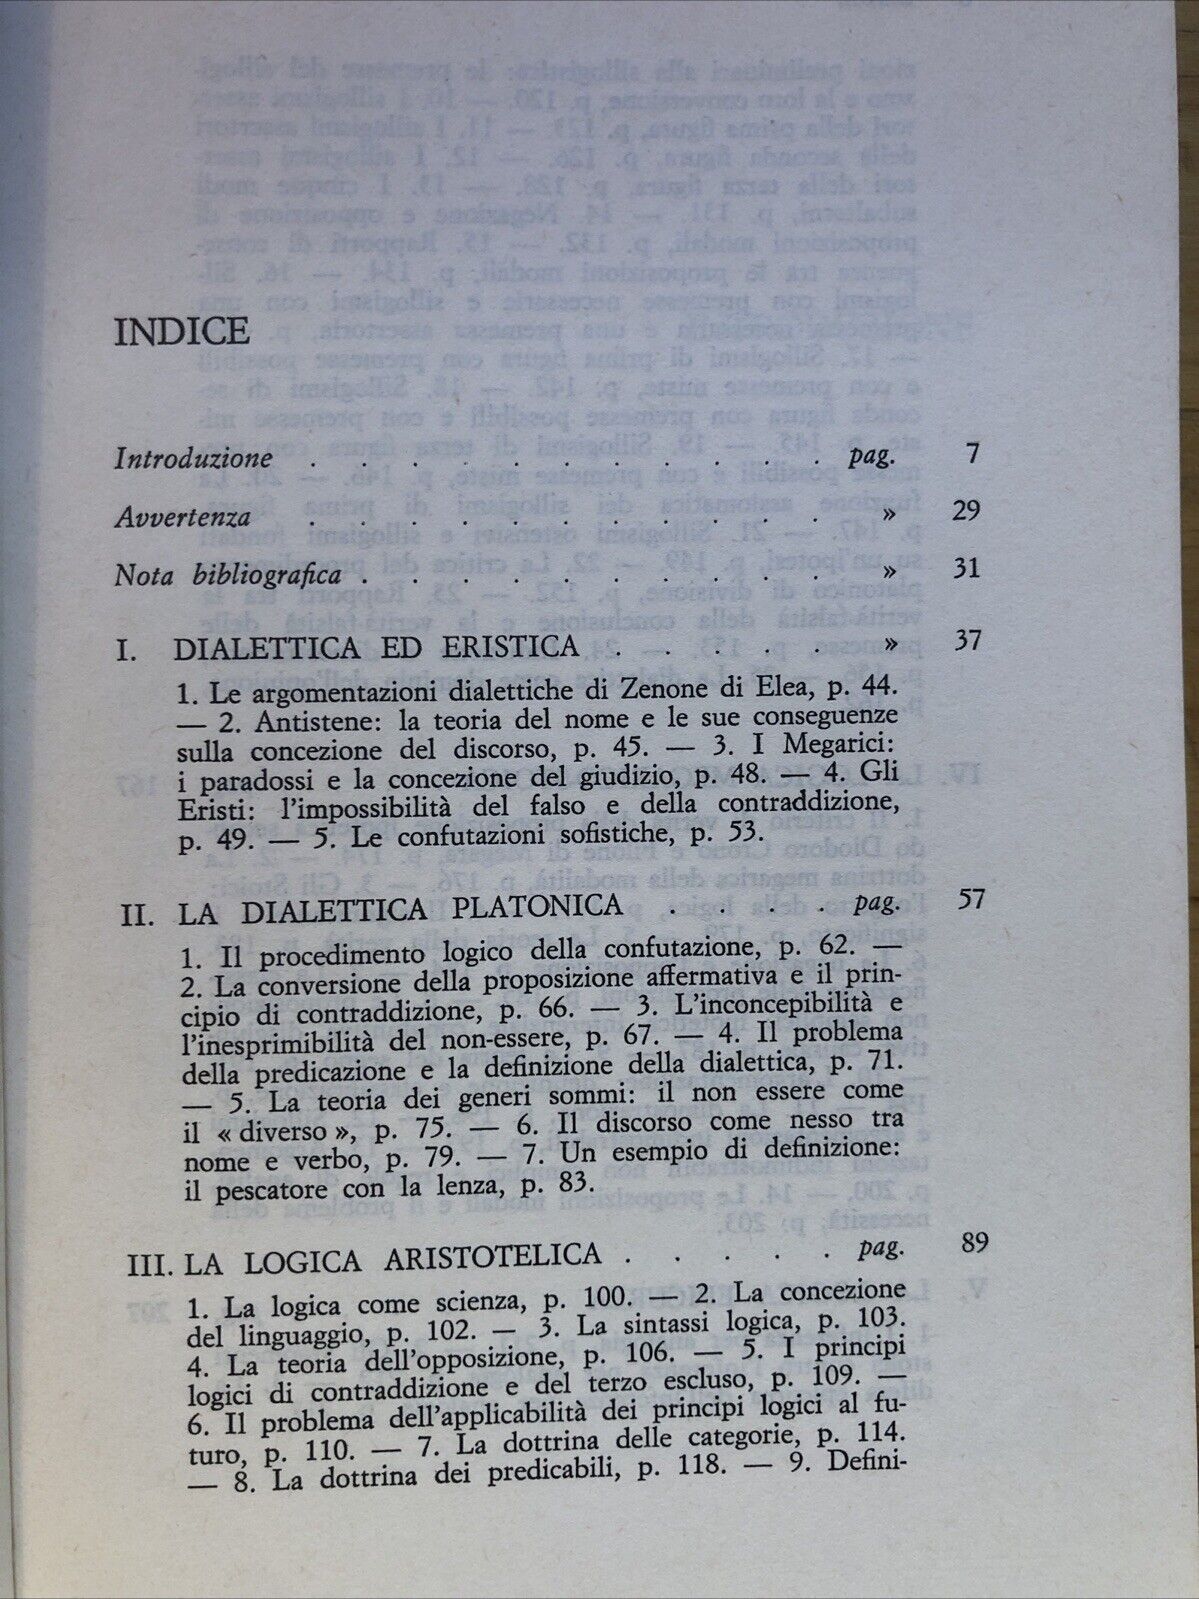 INDICE
Introduzione . . . . . . . . . . . pag. 7
Avvertenza . . . . . . . . . . . » 29
Nota bibliografica . . . . . . . . . . » 31
I. DIALETTICA ED ERISTICA . . . . . » 37
1. Le argomentazioni dialettiche di Zenone di Elea, p. 44.
— 2. Antistene: la teoria del nome e le sue conseguenze
sulla concezione del discorso, p. 45. — 3. I Megarici:
i paradossi e la concezione del giudizio, p. 48. — 4. Gli
Eristi: l'impossibilità del falso e della contraddizione,
p. 49. — 5. Le confutazioni sofistiche, p. 53.
II. LA DIALETTICA PLATONICA . . . . pag. 57
1. Il procedimento logico della confutazione, p. 62. —
2. La conversione della proposizione affermativa e il prin-
cipio di contraddizione, p. 66. — 3. L'inconcepibilità e
l'inesprimibilità del non-essere, p. 67. — 4. Il problema
della predicazione e la definizione della dialettica, p. 71.
— 5. La teoria dei generi sommi: il non essere come
il « diverso », p. 75. — 6. Il discorso come nesso tra
nome e verbo, p. 79. — 7. Un esempio di definizione:
il pescatore con la lenza, p. 83.
III. LA LOGICA ARISTOTELICA . . . . . pag. 89
1. La logica come scienza, p. 100. — 2. La concezione
del linguaggio, p. 102. — 3. La sintassi logica, p. 103.
4. La teoria dell'opposizione, p. 106. — 5. I principi
logici di contraddizione e del terzo escluso, p. 109. —
6. Il problema dell'applicabilità dei principi logici al fu-
turo, p. 110. — 7. La dottrina delle categorie, p. 114.
— 8. La dottrina dei predicabili, p. 118. — 9. Defini-